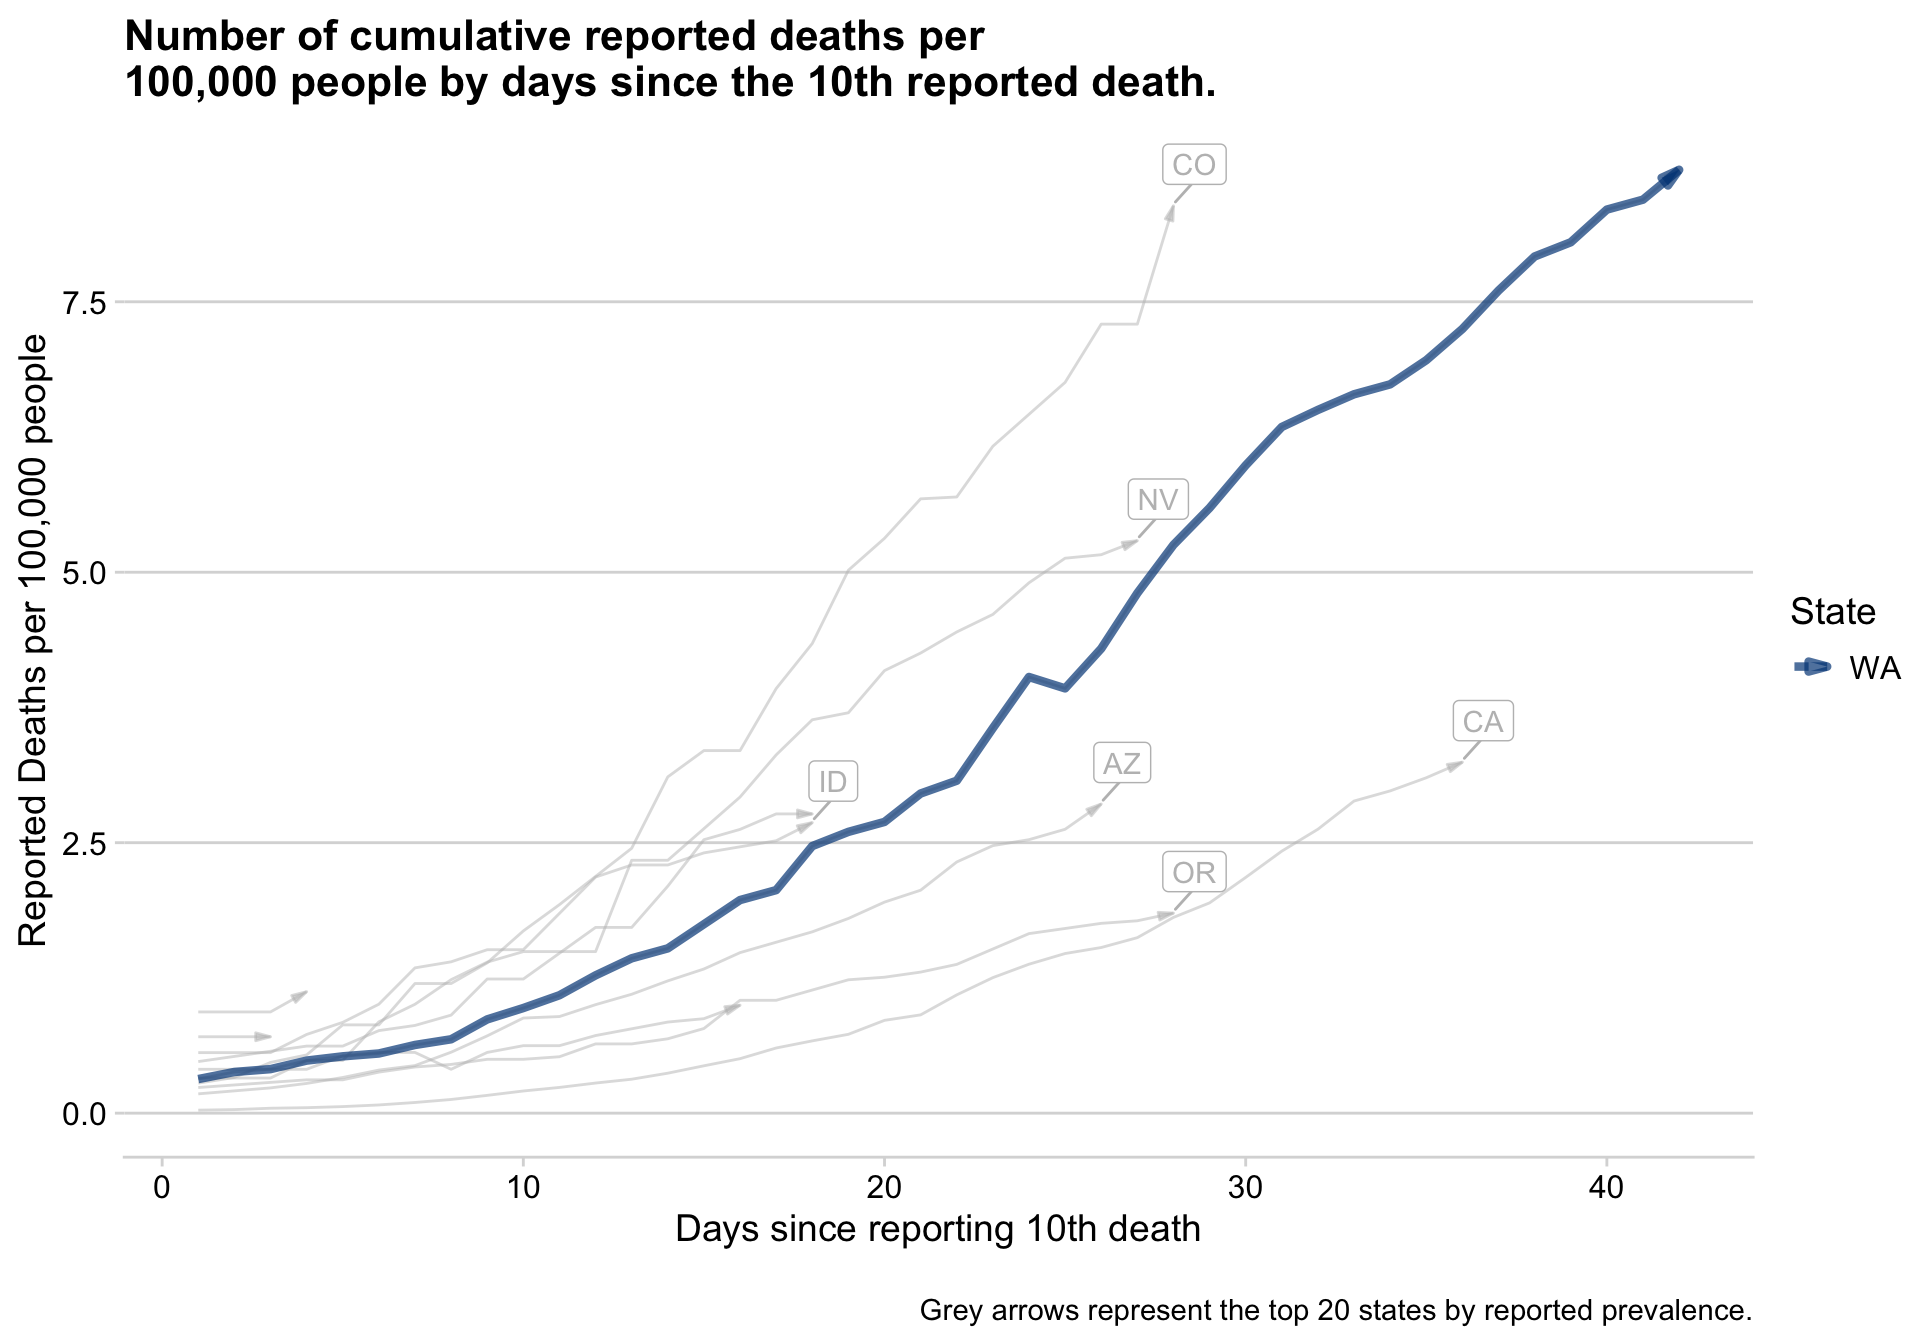 Number of cumulative reported deaths per
100,000 people by days since the 10th reported death.
CO
7.5
NV
5.0
State
WA
CA
AZ
ID
2.5
OR
0.0
Reported Deaths per 100,000 people
0 10 20 30 40
Days since reporting 10th death
Grey arrows represent the top 20 states by reported prevalence.